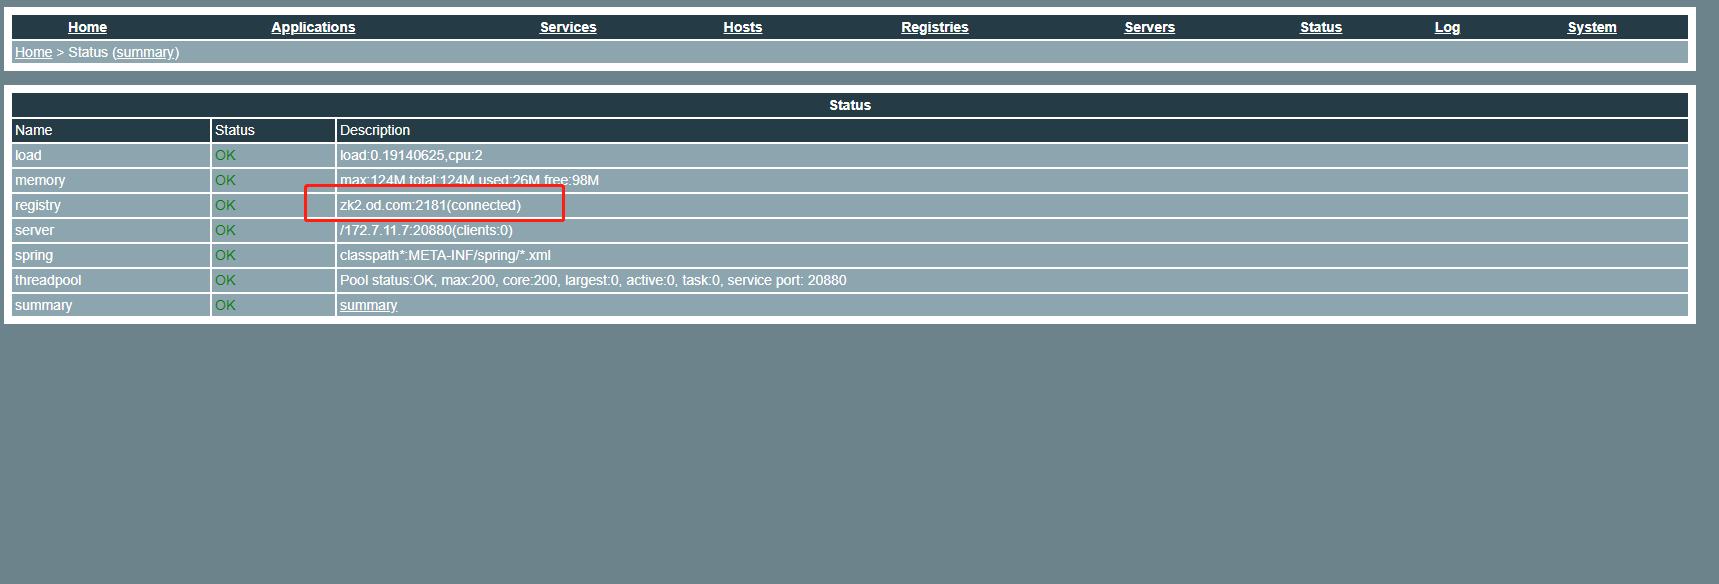 Home Applications Services Hosts Registries Servers Status Log System
Home > Status (summary)
Status
Name Status Description
load OK load:0.19140625,cpu:2
memory OK max:124M,total:124M,used:26M,free:98M
registry OK zk2.od.com:2181(connected)
server OK /172.7.11.7:20880(clients:0)
spring OK classpath*:META-INF/spring/*.xml
threadpool OK Pool status:OK, max:200, core:200, largest:0, active:0, task:0, service port: 20880
summary OK summary